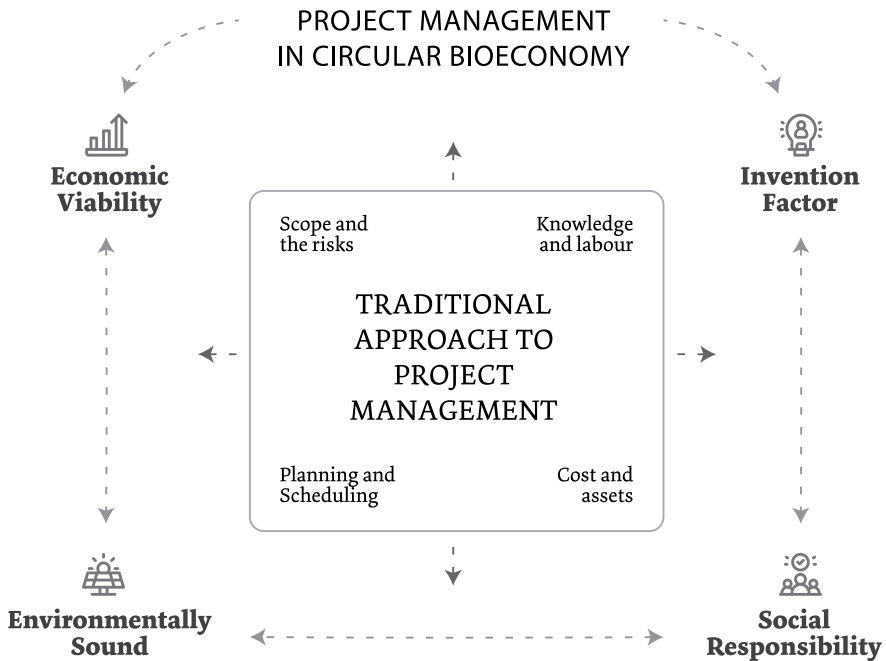 PROJECT MANAGEMENT
IN CIRCULAR BIOECONOMY
Economic
Viability
Invention
Factor
Scope and
the risks
Knowledge
and labour
TRADITIONAL
APPROACH TO
PROJECT
MANAGEMENT
Planning and
Scheduling
Cost and
assets
Environmentally
Sound
Social
Responsibility